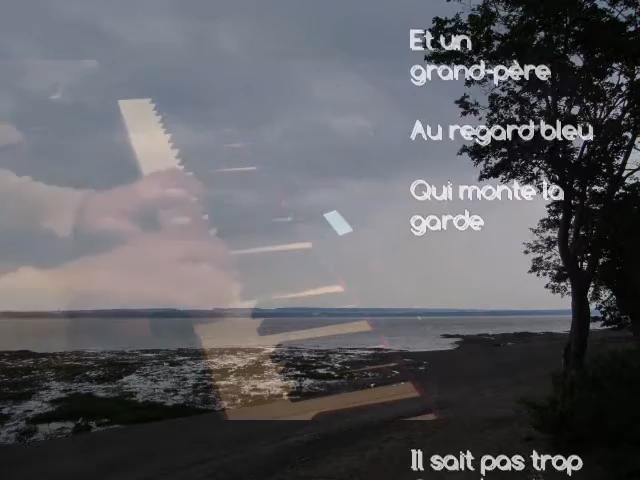 Et un
grand-père
Au regard bleu
Qui monte la
garde
Il sait pas trop